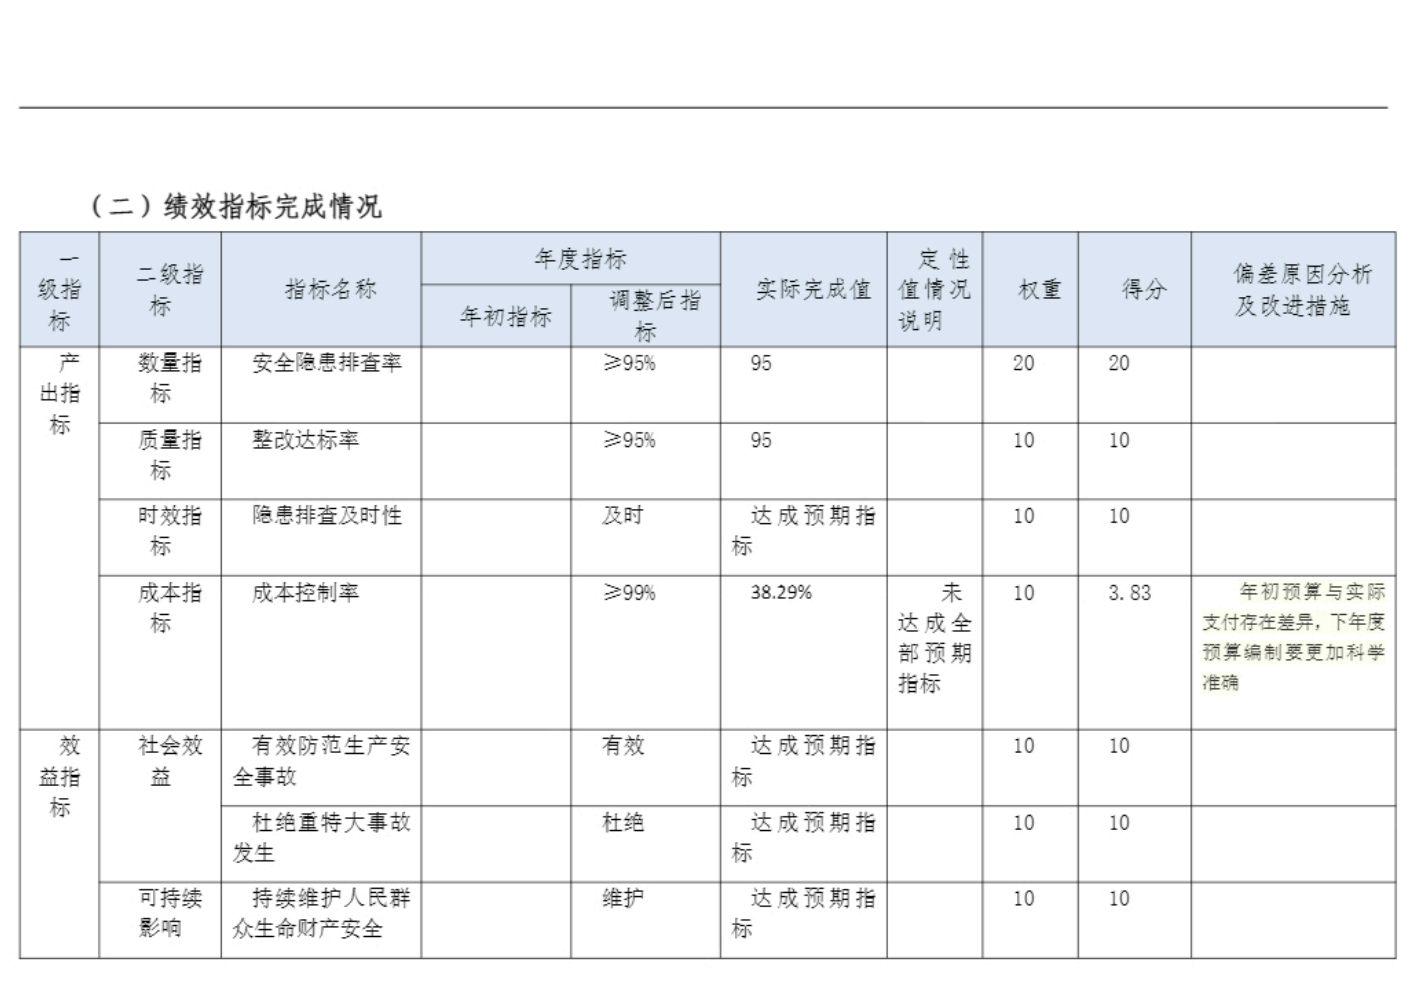 （二）绩效指标完成情况
一级指标 二级指标 指标名称 年度指标 实际完成值 定性值情况说明 权重 得分 偏差原因分析及改进措施
年初指标 调整后指标
产出指标 数量指标 安全隐患排查率 ≥95% 95 20 20
质量指标 整改达标率 ≥95% 95 10 10
时效指标 隐患排查及时性 及时 达成预期指标 10 10
成本指标 成本控制率 ≥99% 38.29% 未达成全部预期指标 10 3.83 年初预算与实际支付存在差异，下年度预算编制要更加科学准确
效益指标 社会效益 有效防范生产安全事故 有效 达成预期指标 10 10
杜绝重特大事故发生 杜绝 达成预期指标 10 10
可持续影响 持续维护人民群众生命财产安全 维护 达成预期指标 10 10